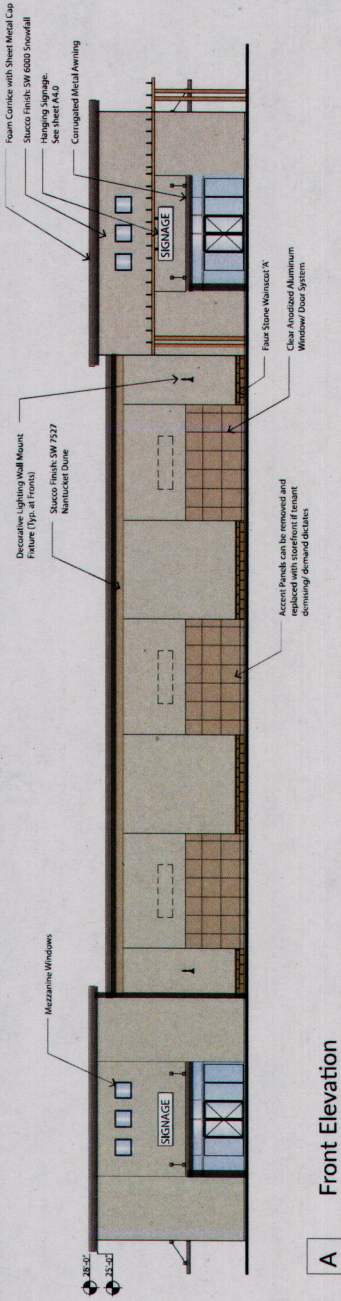 Foam Cornice with Sheet Metal Cap
Stucco Finish: SW 6000 Snowfall
Hanging Signage.
See sheet A4.0
Corrugated Metal Awning
Decorative Lighting Wall Mount
Fixture (Typ. at Fronts)
Stucco Finish: SW 7527
Nantucket Dune
Mezzanine Windows
28'-0"
25'-0"
SIGNAGE
SIGNAGE
Faux Stone Wainscot 'A'
Clear Anodized Aluminum
Window/ Door System
Accent Panels can be removed and
replaced with storefront if tenant
demising/ demand dictates
A
Front Elevation